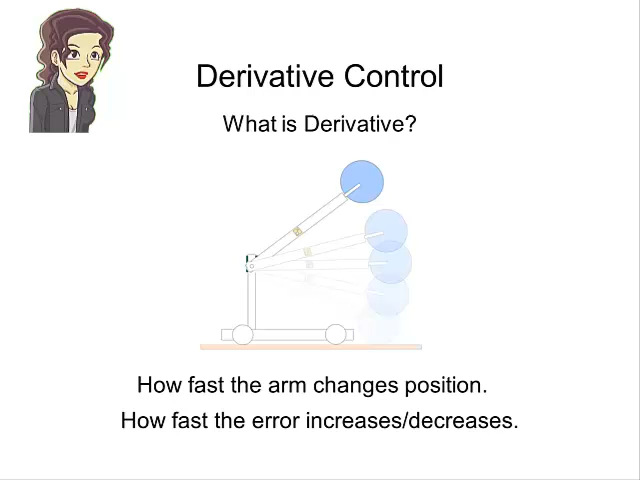 Derivative Control
What is Derivative?
How fast the arm changes position.
How fast the error increases/decreases.